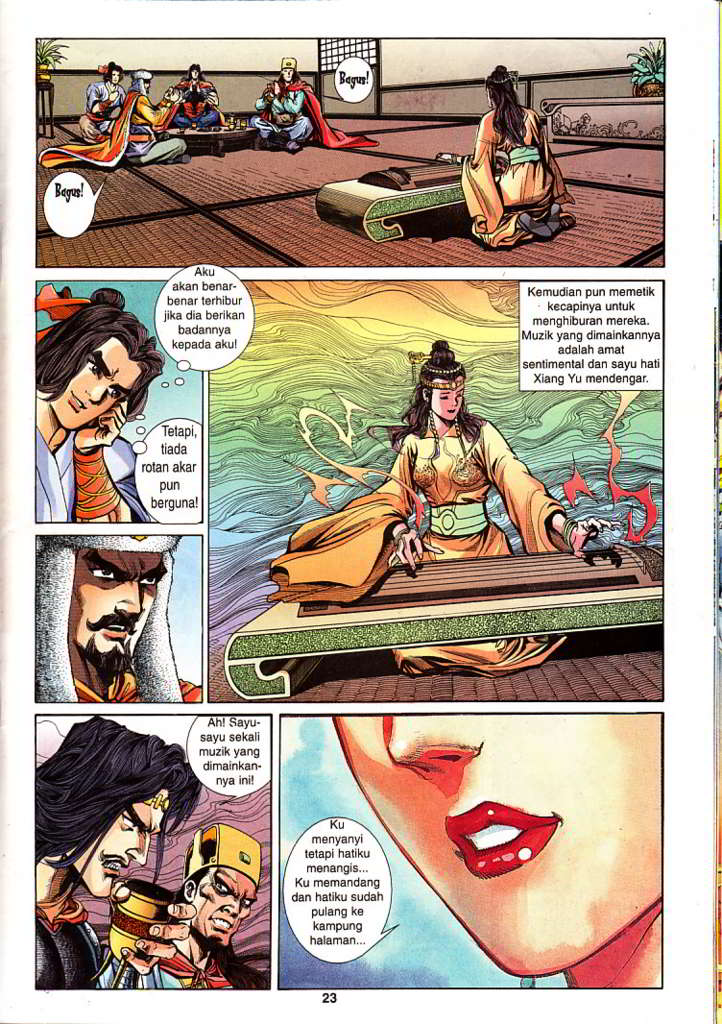 Bagus!
Bagus!
Aku
akan benar-
benar terhibur
jika dia berikan
badannya
kepada aku!
Tetapi,
tiada
rotan akar
pun
berguna!
Kemudian pun memetik
kecapinya untuk
menghiburan mereka.
Muzik yang dimainkannya
adalah amat
sentimental dan sayu hati
Xiang Yu mendengar.
Ah! Sayu-
sayu sekali
muzik yang
dimainkan-
nya ini!
Ku
menyanyi
tetapi hatiku
menangis...
Ku memandang
dan hatiku sudah
pulang ke
kampung
halaman...
23